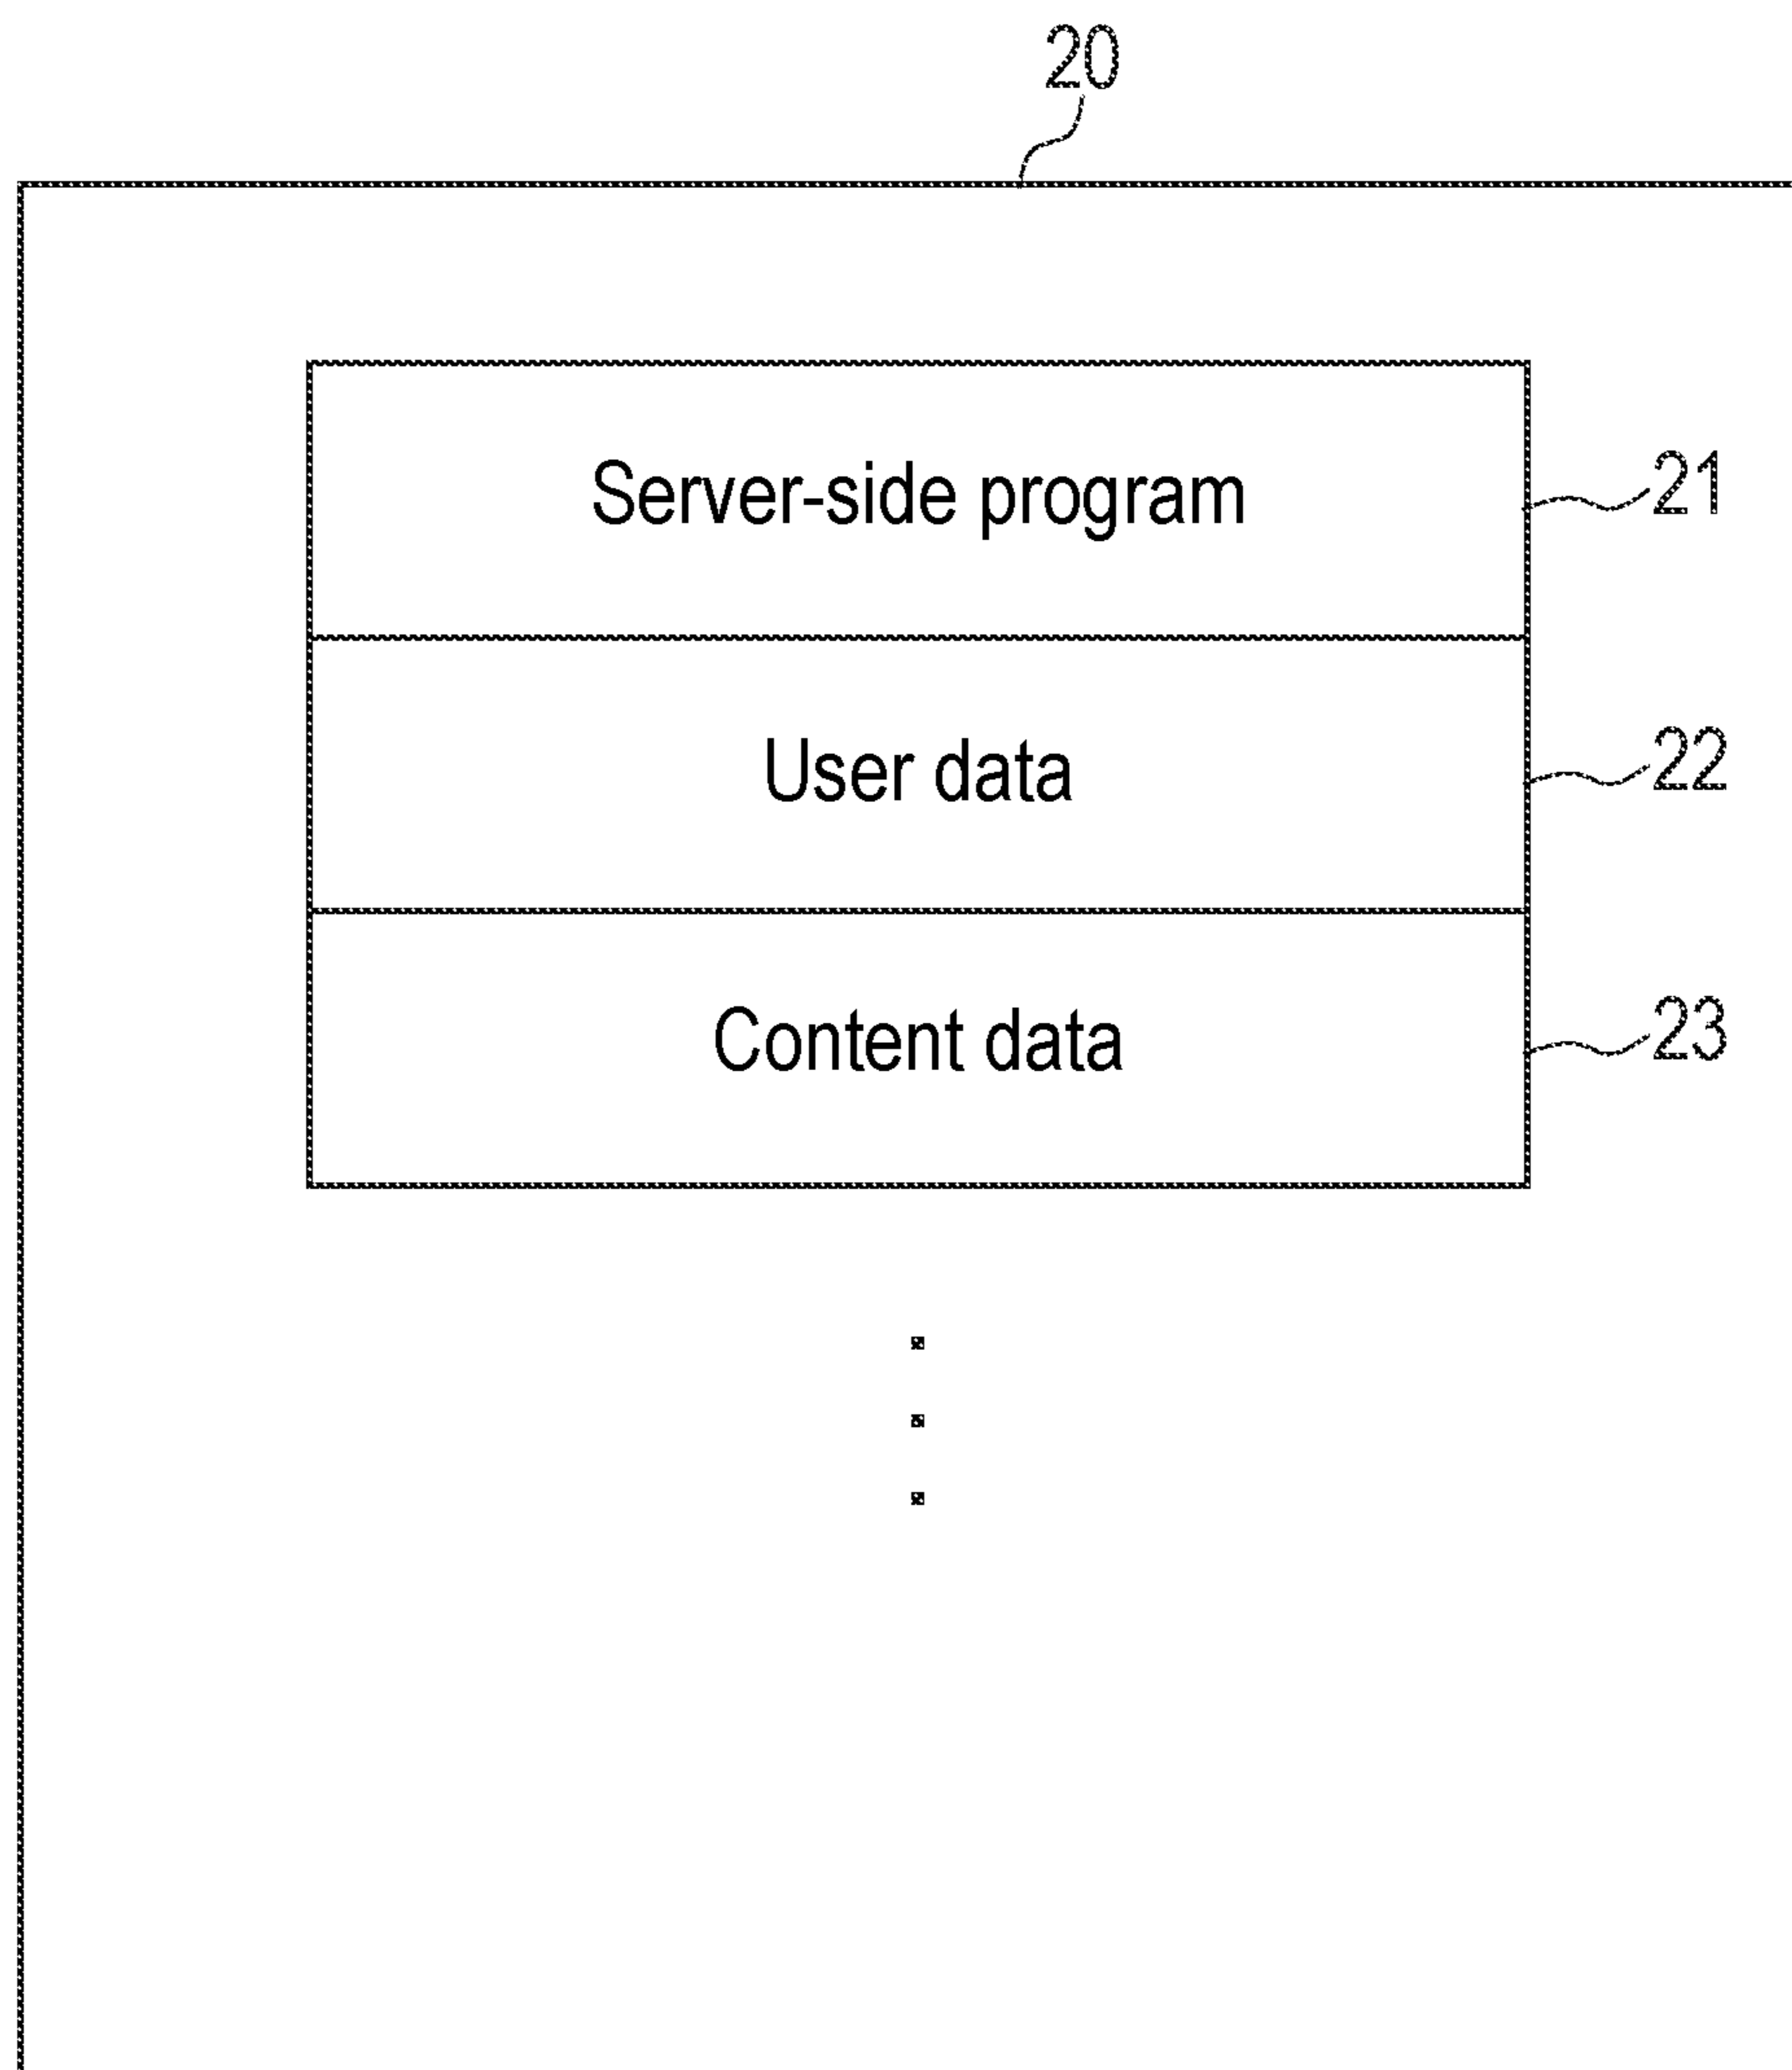 20
Server-side program 21
User data 22
Content data 23